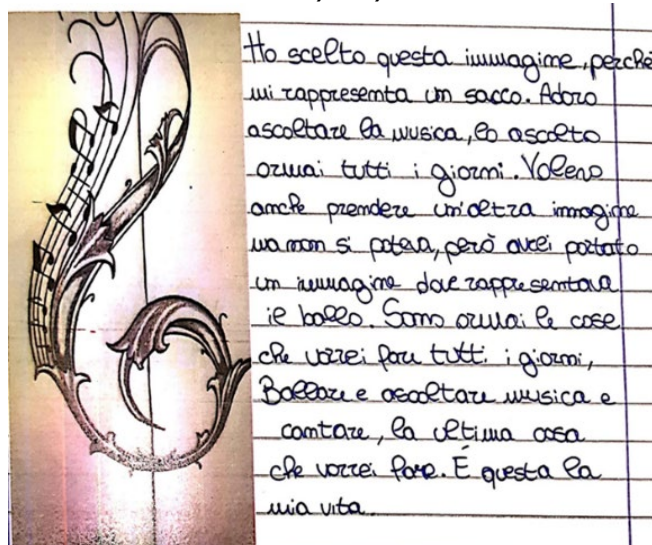 Ho scelto questa immagine, perché
mi rappresenta un sacco. Adoro
ascoltare la musica, lo ascolto
ormai tutti i giorni. Volevo
anche prendere un'altra immagine
ma non si poteva, però avrei portato
un immagine dove rappresentava
il ballo. Sono ormai le cose
che vorrei fare tutti i giorni,
Ballare e ascoltare musica e
cantare, la ultima cosa
che vorrei fare. É questa la
mia vita.